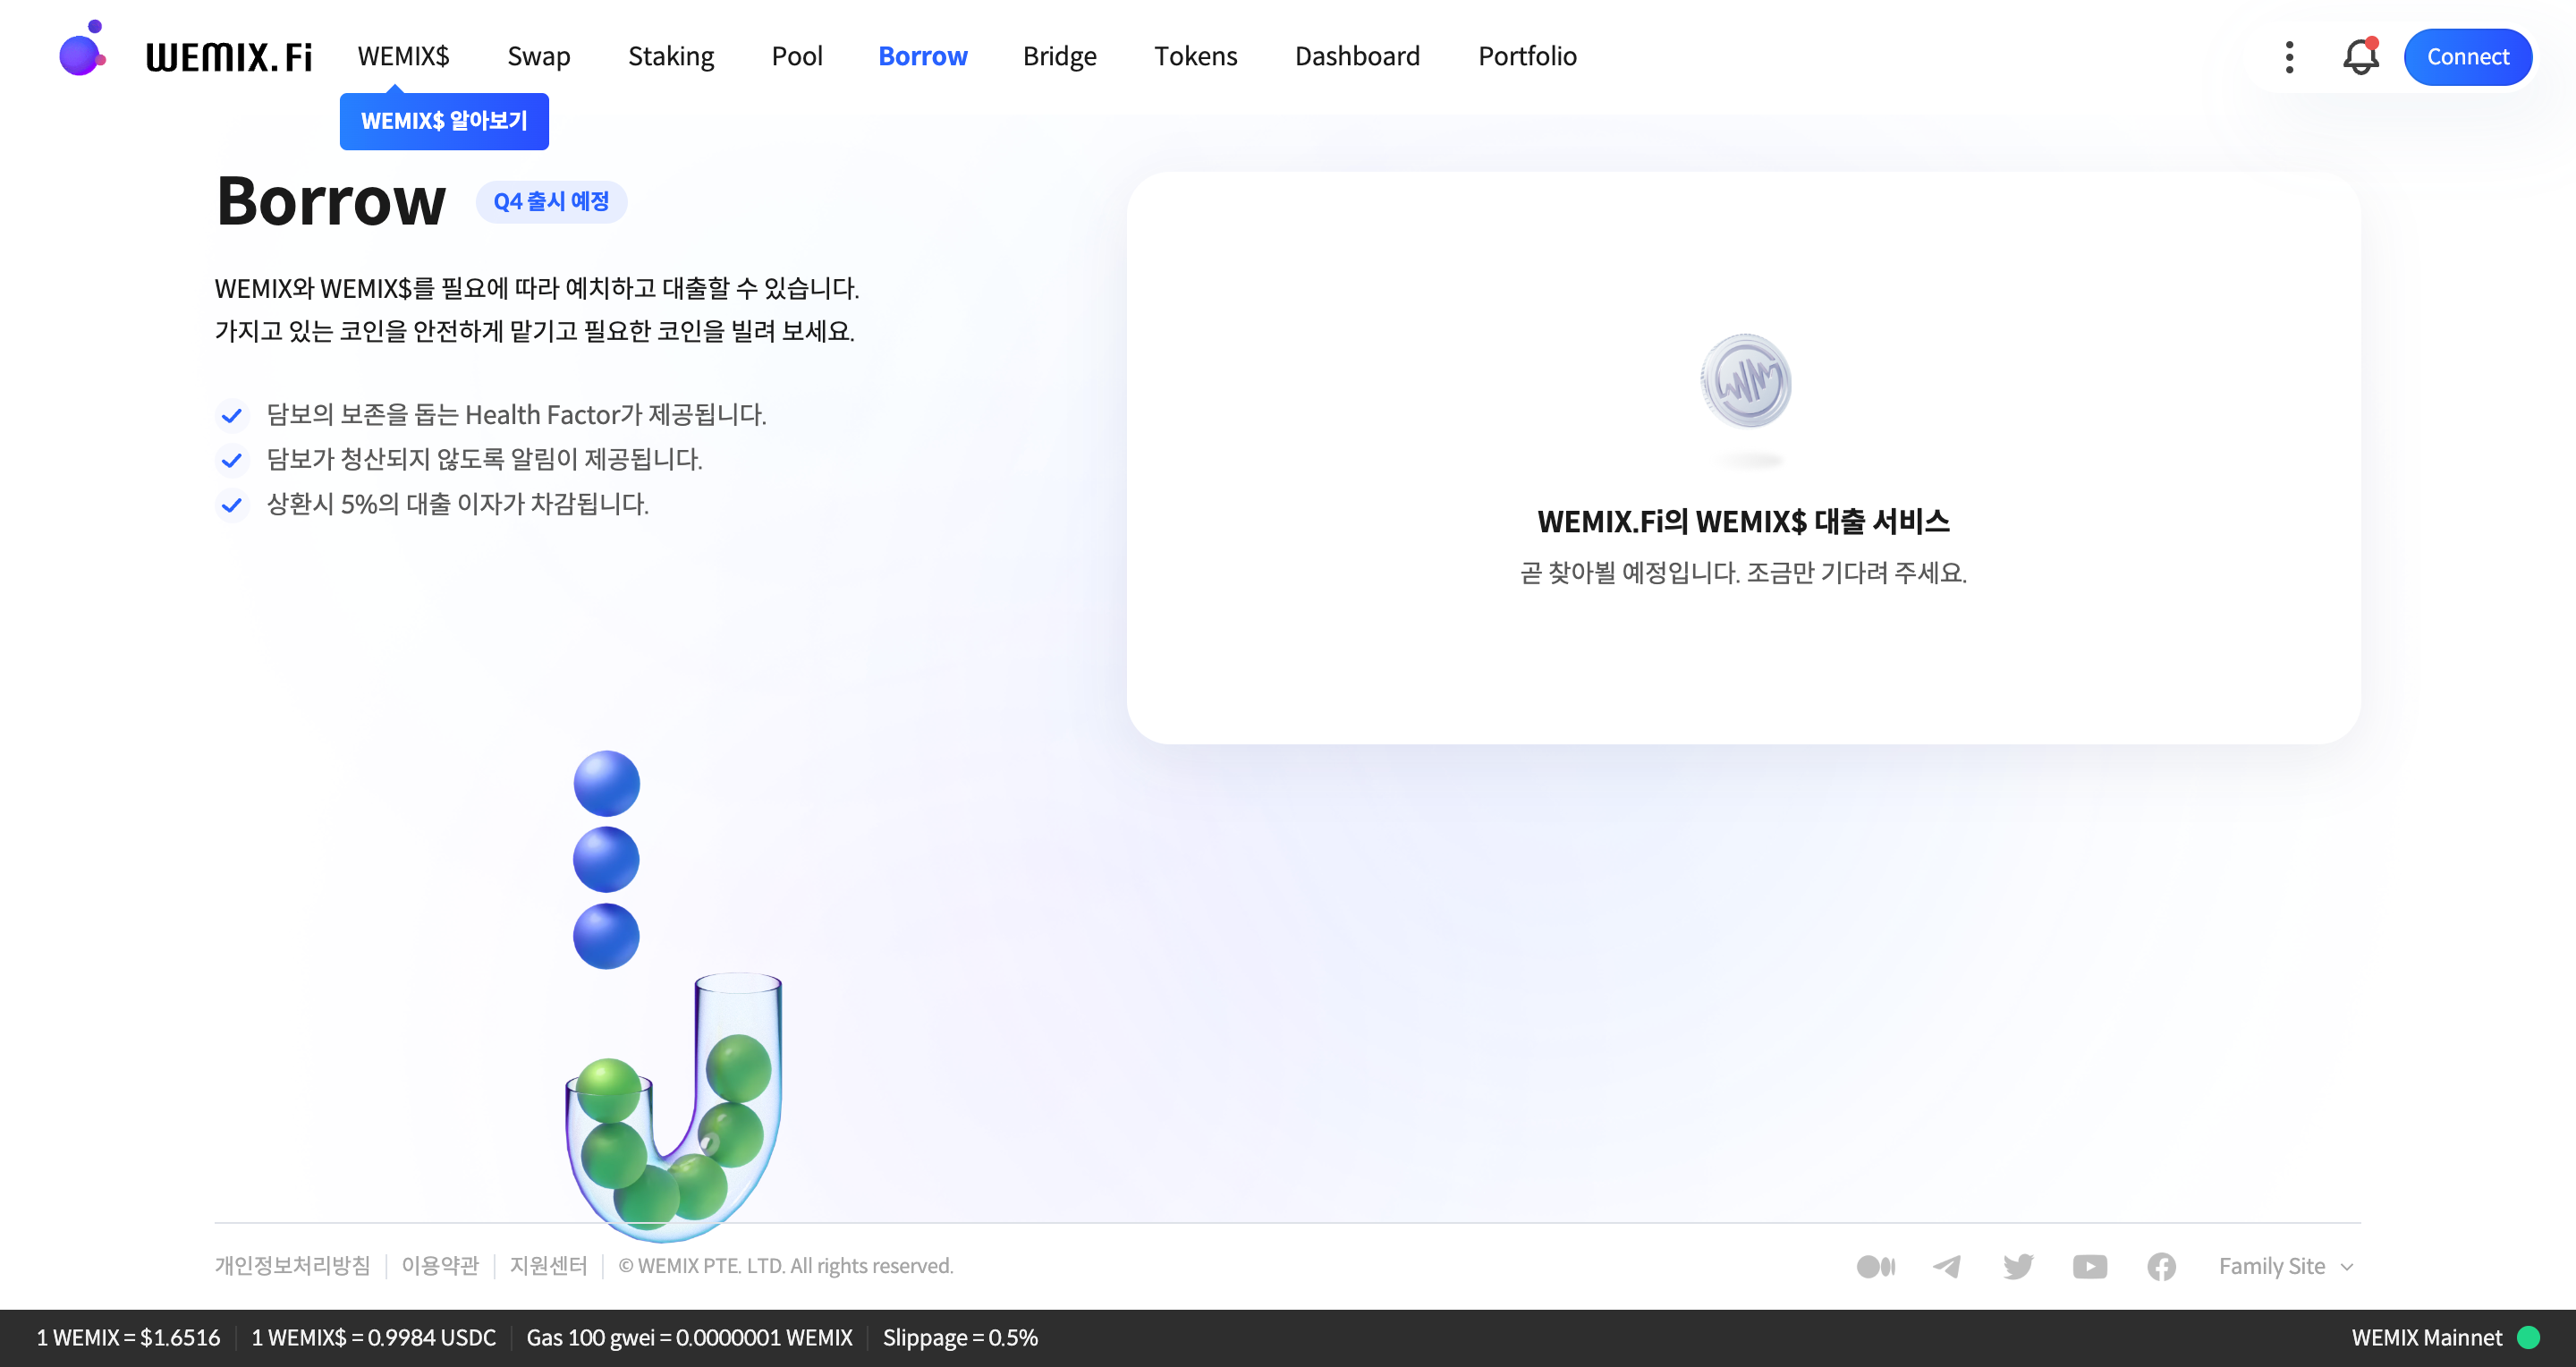 WEMIX.Fi
WEMIX$
Swap
Staking
Pool
Borrow
Bridge
Tokens
Dashboard
Portfolio
Connect
WEMIX$ 알아보기
Borrow
Q4 출시 예정
WEMIX와 WEMIX$를 필요에 따라 예치하고 대출할 수 있습니다.
가지고 있는 코인을 안전하게 맡기고 필요한 코인을 빌려 보세요.
담보의 보존을 돕는 Health Factor가 제공됩니다.
담보가 청산되지 않도록 알림이 제공됩니다.
상환시 5%의 대출 이자가 차감됩니다.
WEMIX.Fi의 WEMIX$ 대출 서비스
곧 찾아뵐 예정입니다. 조금만 기다려 주세요.
개인정보처리방침
이용약관
지원센터
© WEMIX PTE. LTD. All rights reserved.
Family Site
1 WEMIX = $1.6516
1 WEMIX$ = 0.9984 USDC
Gas 100 gwei = 0.0000001 WEMIX
Slippage = 0.5%
WEMIX Mainnet